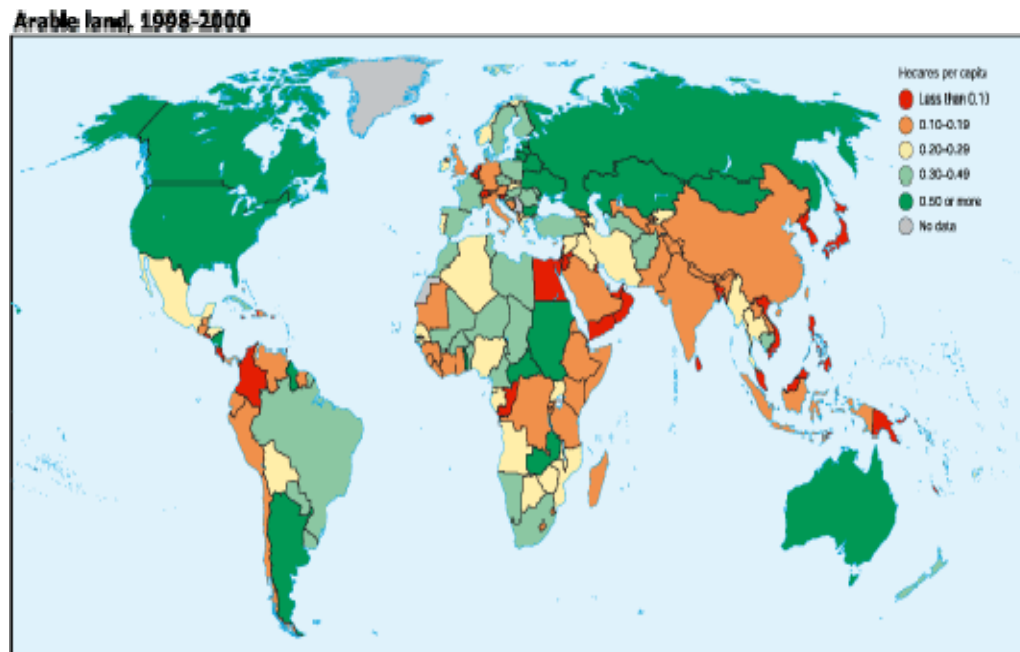 Arable land, 1998-2000
Hecares per capita
Less than 0.10
0.10-0.19
0.20-0.29
0.30-0.49
0.50 or more
No data